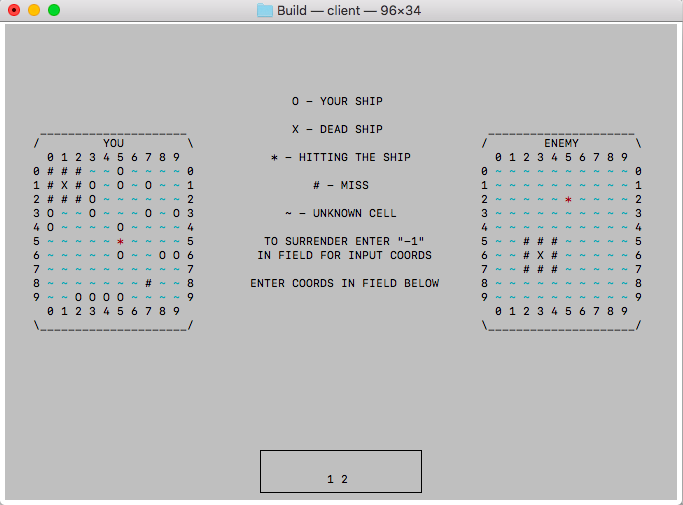 Build — client — 96×34
YOU
0 1 2 3 4 5 6 7 8 9
0 # # # ~ ~ O ~ ~ ~ ~ 0
1 # X # O ~ O ~ O ~ ~ 1
2 # # # O ~ ~ ~ ~ ~ ~ 2
3 O ~ ~ O ~ ~ ~ O ~ O 3
4 O ~ ~ ~ ~ O ~ ~ ~ ~ 4
5 ~ ~ ~ ~ ~ * ~ ~ ~ ~ 5
6 ~ ~ ~ ~ ~ O ~ ~ O O 6
7 ~ ~ ~ ~ ~ ~ ~ ~ ~ ~ 7
8 ~ ~ ~ ~ ~ ~ ~ # ~ ~ 8
9 ~ ~ O O O O ~ ~ ~ ~ 9
0 1 2 3 4 5 6 7 8 9
O – YOUR SHIP
X – DEAD SHIP
* – HITTING THE SHIP
# – MISS
~ – UNKNOWN CELL
TO SURRENDER ENTER "–1"
IN FIELD FOR INPUT COORDS
ENTER COORDS IN FIELD BELOW
ENEMY
0 1 2 3 4 5 6 7 8 9
0 ~ ~ ~ ~ ~ ~ ~ ~ ~ ~ 0
1 ~ ~ ~ ~ ~ ~ ~ ~ ~ ~ 1
2 ~ ~ ~ ~ ~ * ~ ~ ~ ~ 2
3 ~ ~ ~ ~ ~ ~ ~ ~ ~ ~ 3
4 ~ ~ ~ ~ ~ ~ ~ ~ ~ ~ 4
5 ~ ~ # # # ~ ~ ~ ~ ~ 5
6 ~ ~ # X # ~ ~ ~ ~ ~ 6
7 ~ ~ # # # ~ ~ ~ ~ ~ 7
8 ~ ~ ~ ~ ~ ~ ~ ~ ~ ~ 8
9 ~ ~ ~ ~ ~ ~ ~ ~ ~ ~ 9
0 1 2 3 4 5 6 7 8 9
1 2